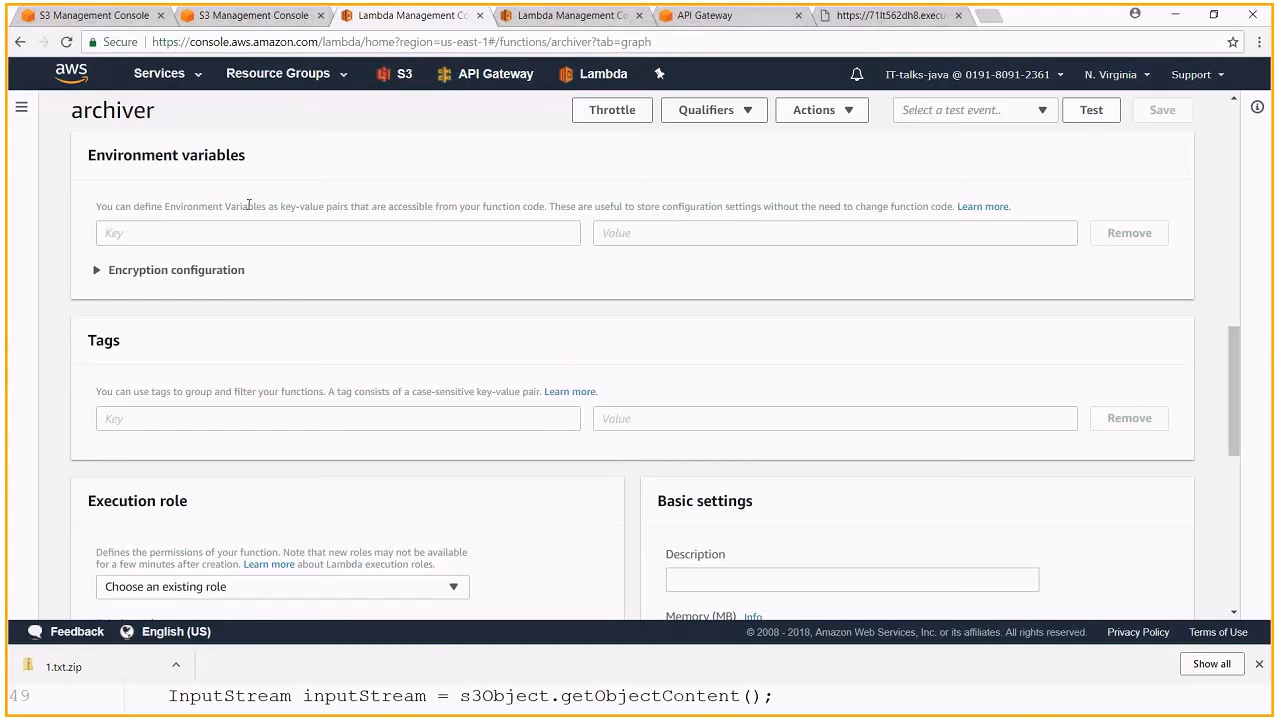 S3 Management Console
S3 Management Console
Lambda Management Co
Lambda Management Co
API Gateway
https://71lt562dh8.execu
Secure
https://console.aws.amazon.com/lambda/home?region=us-east-1#/functions/archiver?tab=graph
aws
Services
Resource Groups
S3
API Gateway
Lambda
IT-talks-java @ 0191-8091-2361
N. Virginia
Support
archiver
Throttle
Qualifiers
Actions
Select a test event..
Test
Save
Environment variables
You can define Environment Variables as key-value pairs that are accessible from your function code. These are useful to store configuration settings without the need to change function code. Learn more.
Key
Value
Remove
Encryption configuration
Tags
You can use tags to group and filter your functions. A tag consists of a case-sensitive key-value pair. Learn more.
Key
Value
Remove
Execution role
Defines the permissions of your function. Note that new roles may not be available
for a few minutes after creation. Learn more about Lambda execution roles.
Choose an existing role
Basic settings
Description
Memory (MB) Info
Feedback
English (US)
© 2008 - 2018, Amazon Web Services, Inc. or its affiliates. All rights reserved.
Privacy Policy
Terms of Use
1.txt.zip
Show all
49 InputStream inputStream = s3Object.getObjectContent();